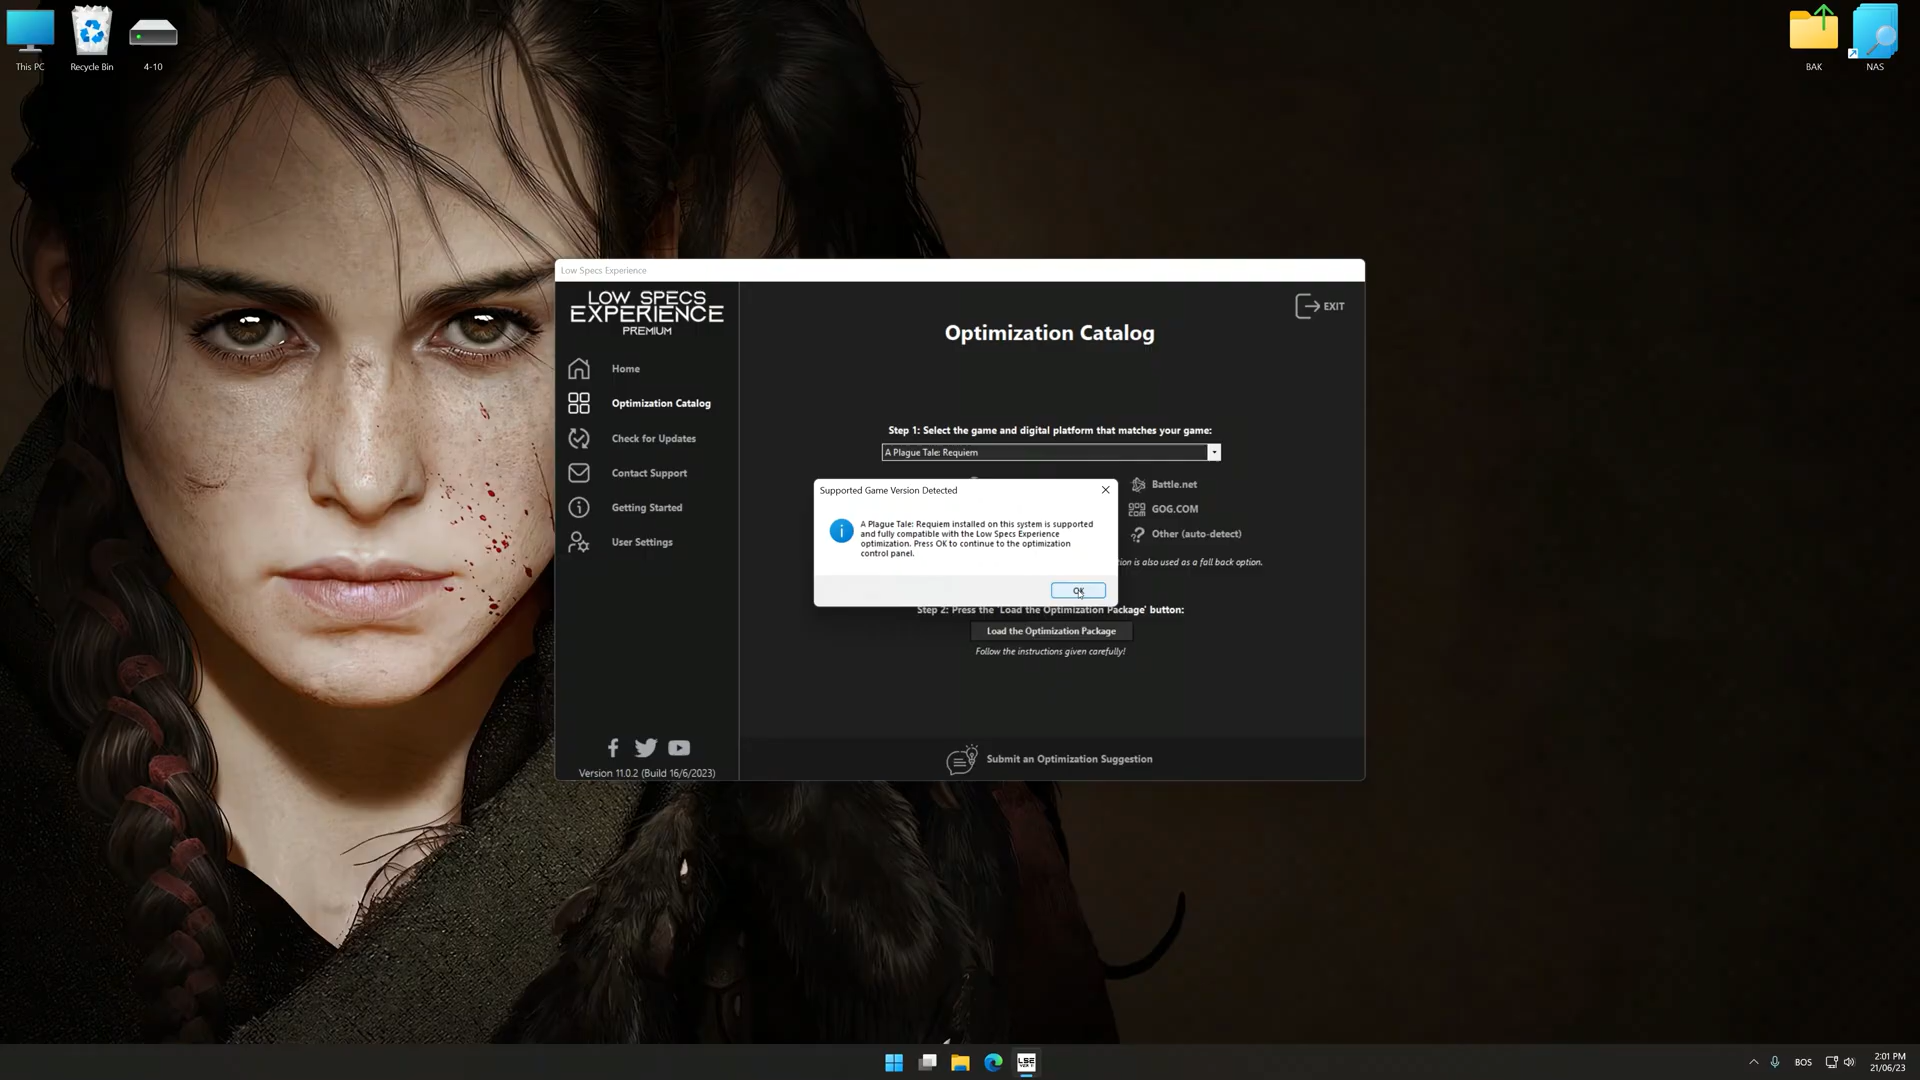 This PC
Recycle Bin
4-10
BAK
NAS
Low Specs Experience
LOW SPECS
EXPERIENCE
PREMIUM
EXIT
Optimization Catalog
Home
Optimization Catalog
Check for Updates
Contact Support
Getting Started
User Settings
Step 1: Select the game and digital platform that matches your game:
A Plague Tale: Requiem
Battle.net
GOG.COM
Other (auto-detect)
tion is also used as a fall back option.
Supported Game Version Detected
A Plague Tale: Requiem installed on this system is supported
and fully compatible with the Low Specs Experience
optimization. Press OK to continue to the optimization
control panel.
OK
Step 2: Press the 'Load the Optimization Package' button:
Load the Optimization Package
Follow the instructions given carefully!
Submit an Optimization Suggestion
Version 11.0.2 (Build 16/6/2023)
LSE
VER 11
BOS
2:01 PM
21/06/23